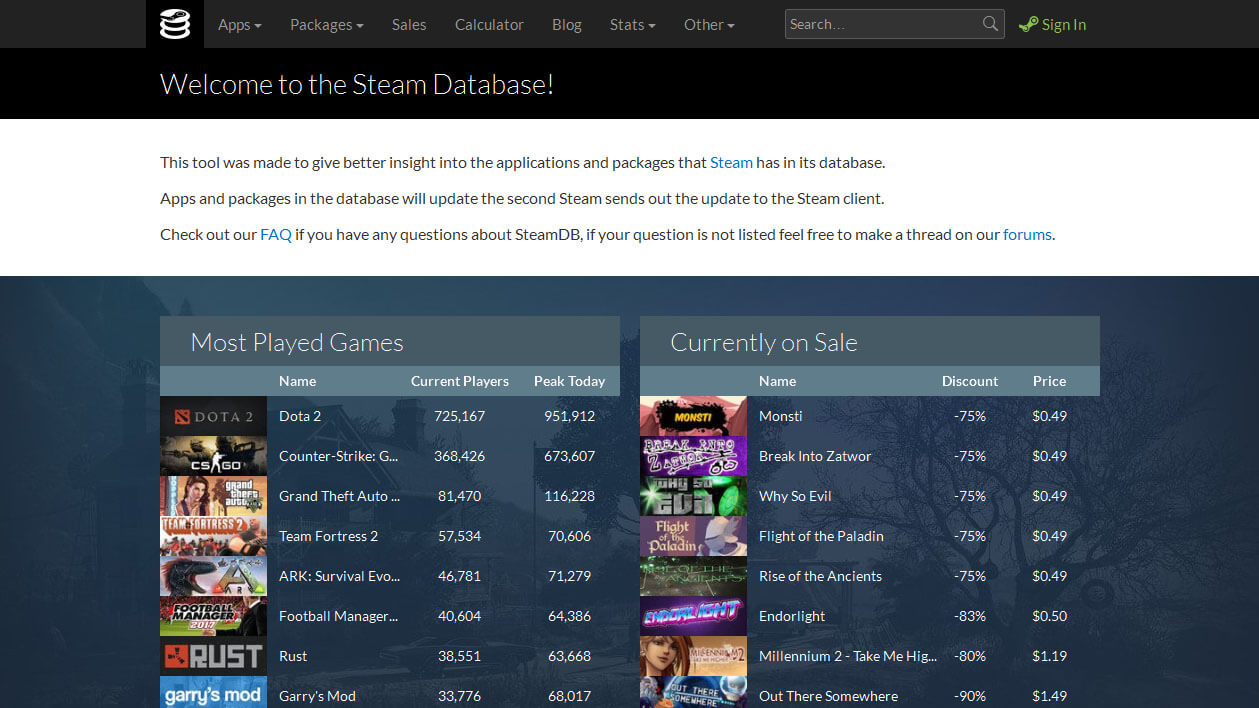 Apps Packages Sales Calculator Blog Stats Other Search... Sign In
Welcome to the Steam Database!
This tool was made to give better insight into the applications and packages that Steam has in its database.
Apps and packages in the database will update the second Steam sends out the update to the Steam client.
Check out our FAQ if you have any questions about SteamDB, if your question is not listed feel free to make a thread on our forums.
Most Played Games
Name Current Players Peak Today
DOTA 2 Dota 2 725,167 951,912
CS:GO Counter-Strike: G... 368,426 673,607
grand theft auto V Grand Theft Auto ... 81,470 116,228
TEAM FORTRESS 2 Team Fortress 2 57,534 70,606
ARK ARK: Survival Evo... 46,781 71,279
FOOTBALL MANAGER 2017 Football Manager... 40,604 64,386
RUST Rust 38,551 63,668
garry's mod Garry's Mod 33,776 68,017
Currently on Sale
Name Discount Price
MONSTI Monsti -75% $0.49
BREAK INTO ZATWOR Break Into Zatwor -75% $0.49
WHY SO EVIL Why So Evil -75% $0.49
Flight of the Paladin Flight of the Paladin -75% $0.49
RISE OF THE ANCIENTS Rise of the Ancients -75% $0.49
ENDORLIGHT Endorlight -83% $0.50
MILLENNIUM 2 TAKE ME HIGHER Millennium 2 - Take Me Hig... -80% $1.19
OUT THERE SOMEWHERE Out There Somewhere -90% $1.49